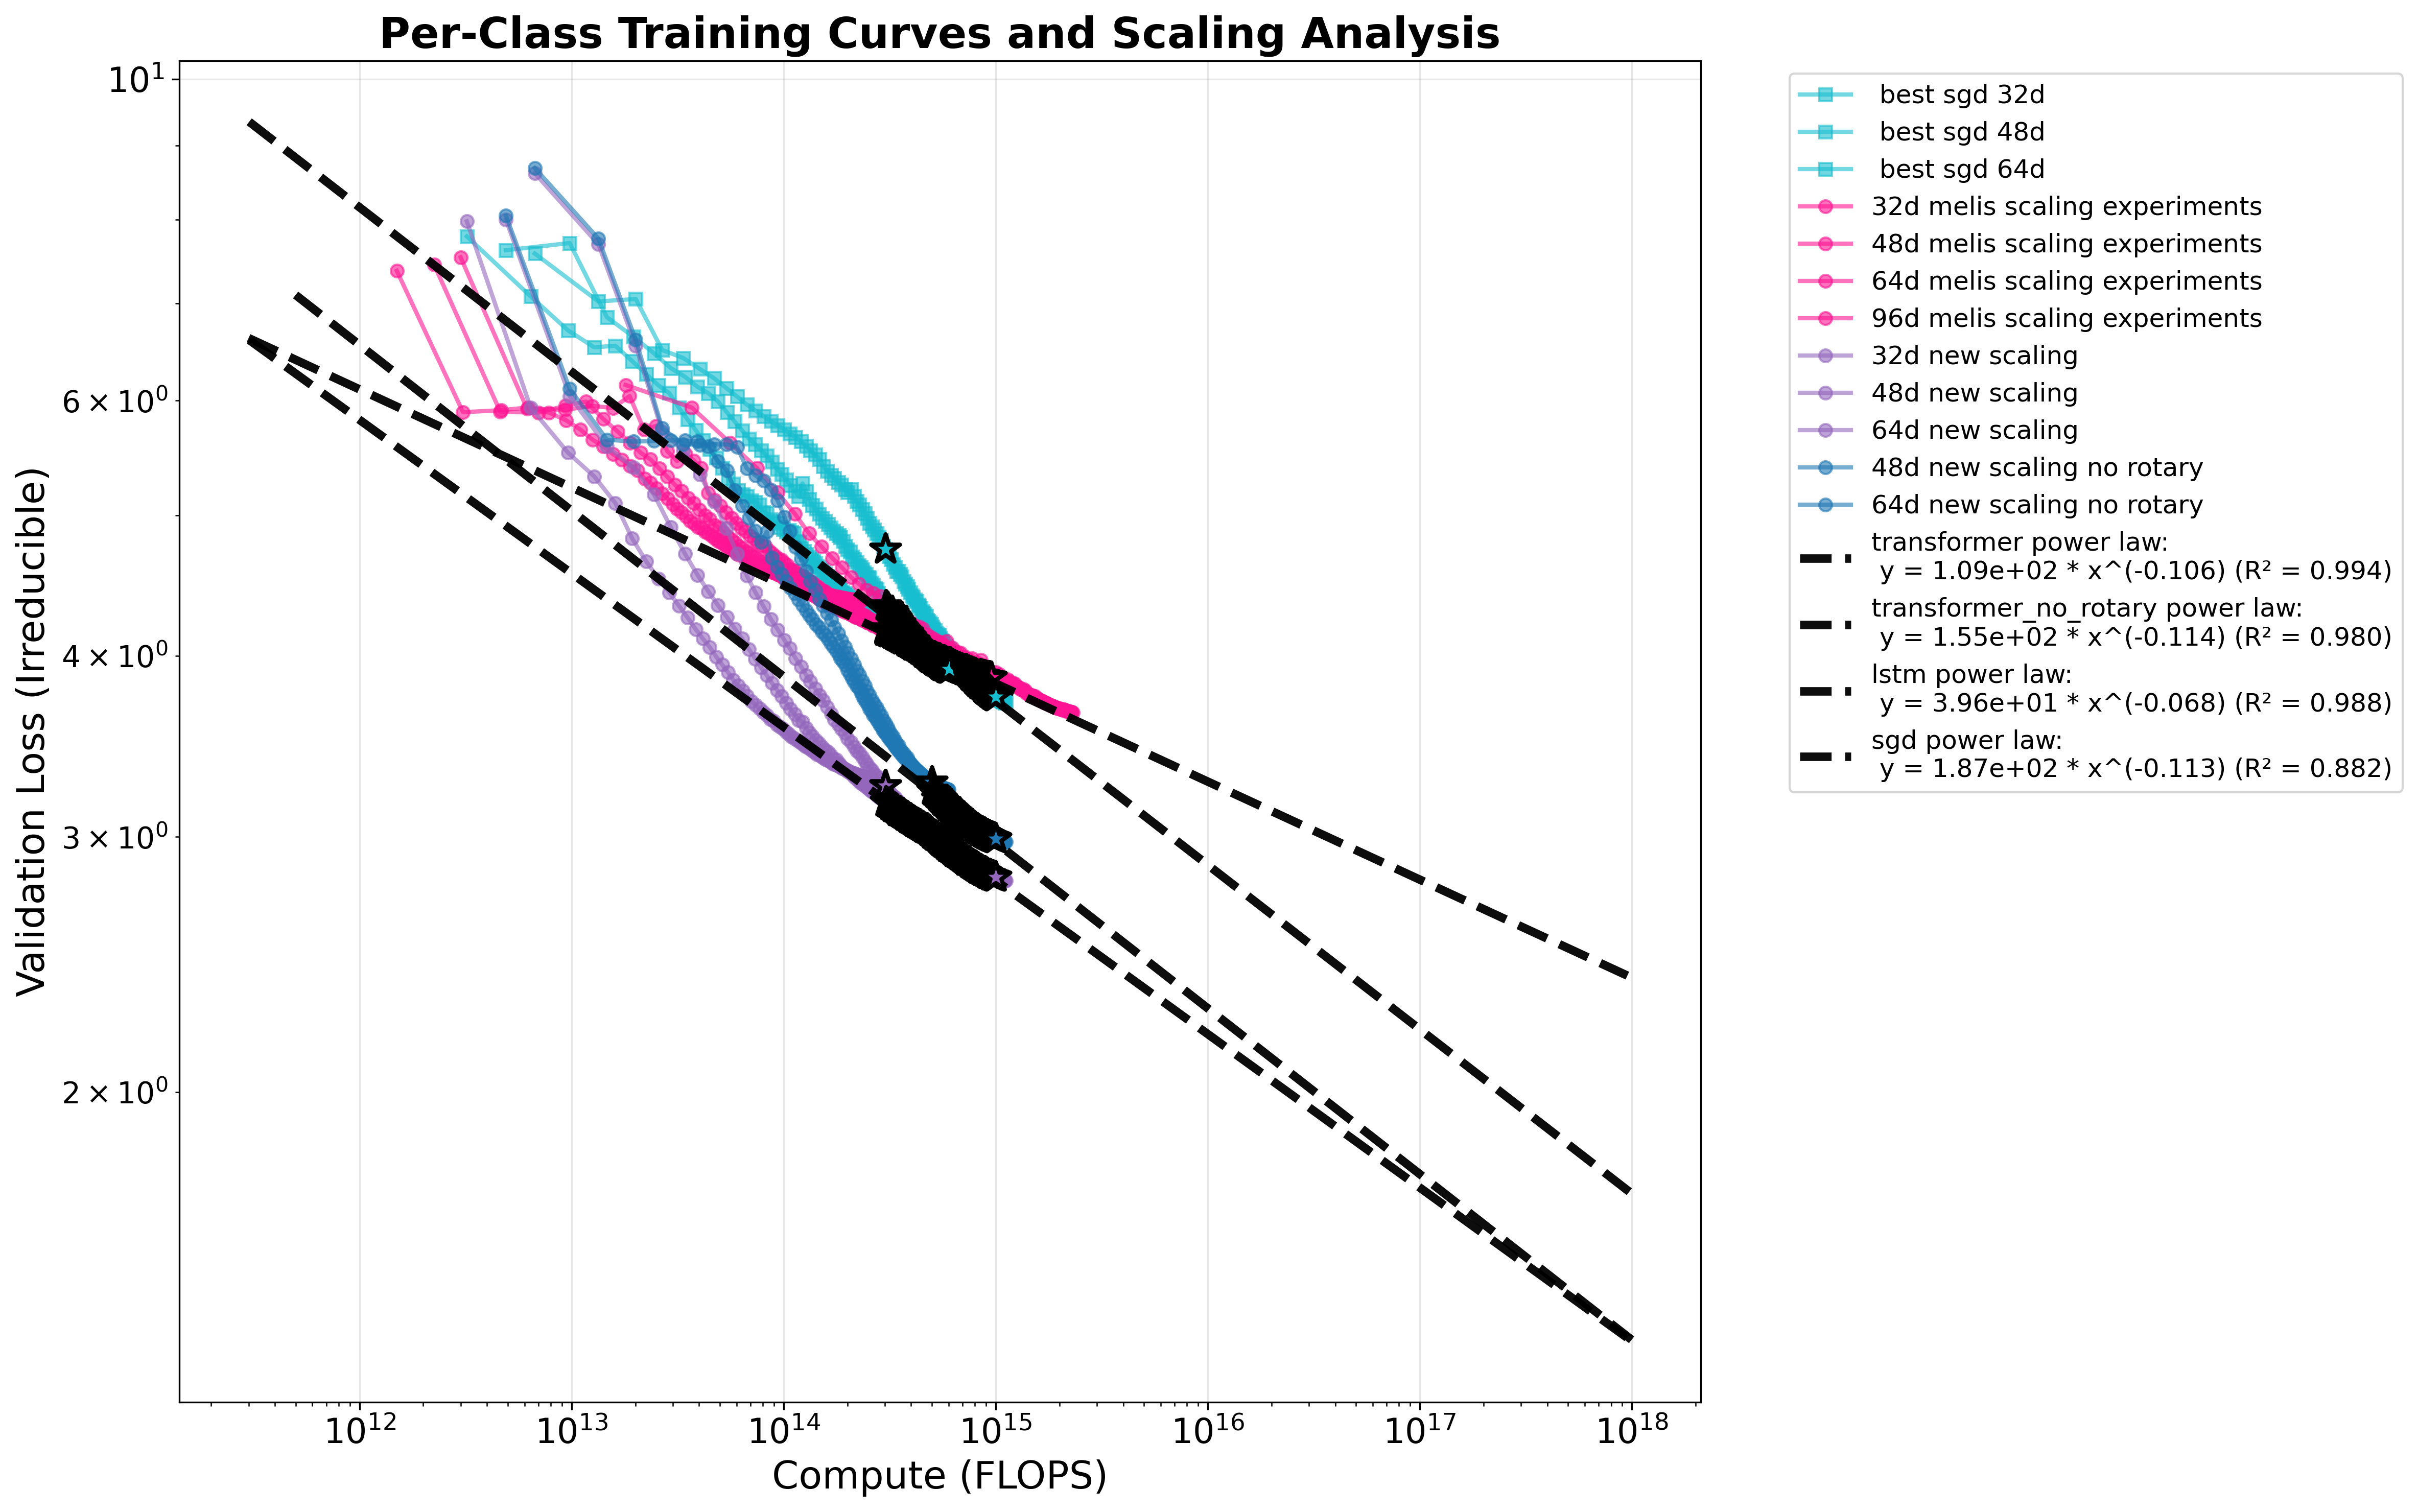 Per-Class Training Curves and Scaling Analysis
Validation Loss (Irreducible)
10¹
6 × 10⁰
4 × 10⁰
3 × 10⁰
2 × 10⁰
10¹² 10¹³ 10¹⁴ 10¹⁵ 10¹⁶ 10¹⁷ 10¹⁸
Compute (FLOPS)
best sgd 32d
best sgd 48d
best sgd 64d
32d melis scaling experiments
48d melis scaling experiments
64d melis scaling experiments
96d melis scaling experiments
32d new scaling
48d new scaling
64d new scaling
48d new scaling no rotary
64d new scaling no rotary
transformer power law:
y = 1.09e+02 * x^(-0.106) (R² = 0.994)
transformer_no_rotary power law:
y = 1.55e+02 * x^(-0.114) (R² = 0.980)
lstm power law:
y = 3.96e+01 * x^(-0.068) (R² = 0.988)
sgd power law:
y = 1.87e+02 * x^(-0.113) (R² = 0.882)